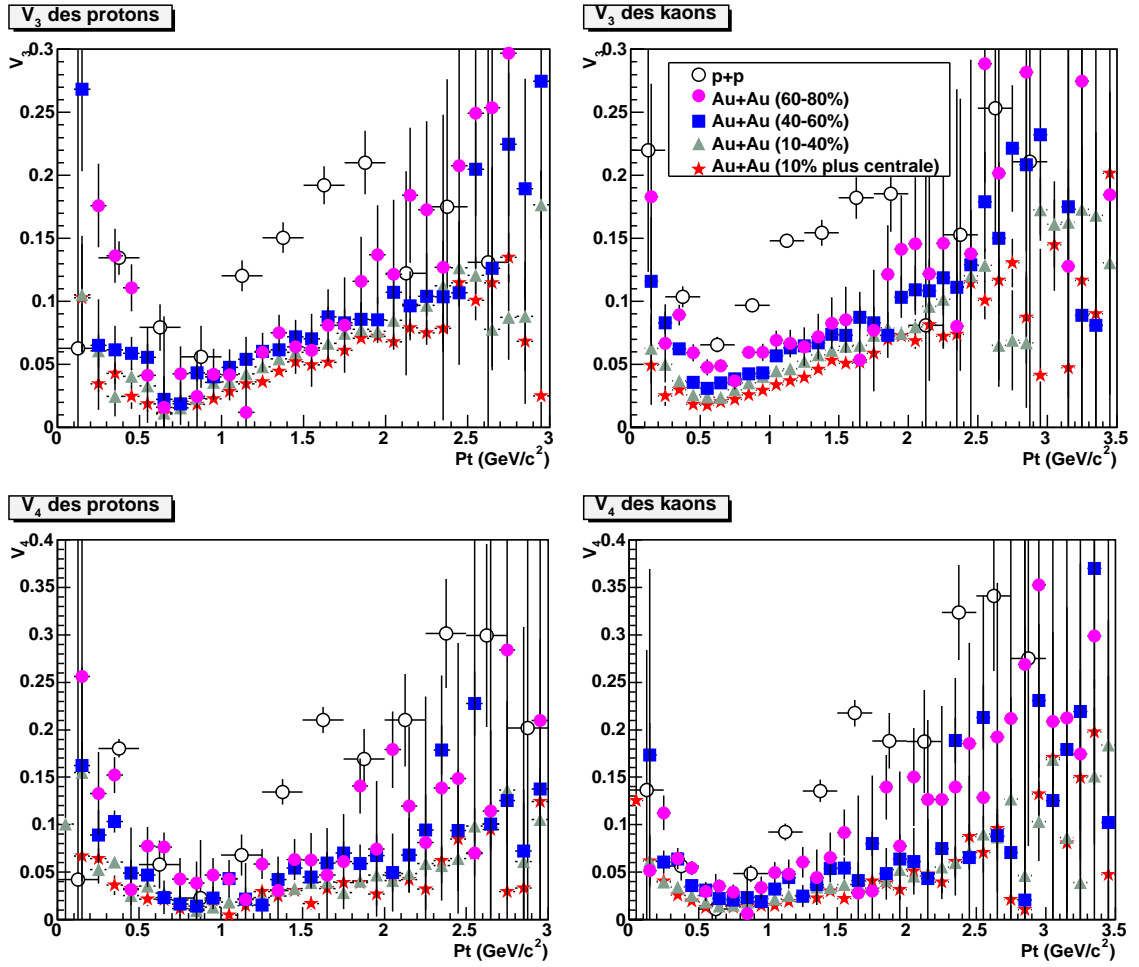 V3 des protons
V3
0.3
0.25
0.2
0.15
0.1
0.05
0
0 0.5 1 1.5 2 2.5 3
Pt (GeV/c2)
V3 des kaons
V3
0.3
0.25
0.2
0.15
0.1
0.05
0
p+p
Au+Au (60-80%)
Au+Au (40-60%)
Au+Au (10-40%)
Au+Au (10% plus centrale)
0 0.5 1 1.5 2 2.5 3 3.5
Pt (GeV/c2)
V4 des protons
V4
0.4
0.35
0.3
0.25
0.2
0.15
0.1
0.05
0
0 0.5 1 1.5 2 2.5 3
Pt (GeV/c2)
V4 des kaons
V4
0.4
0.35
0.3
0.25
0.2
0.15
0.1
0.05
0
0 0.5 1 1.5 2 2.5 3 3.5
Pt (GeV/c2)